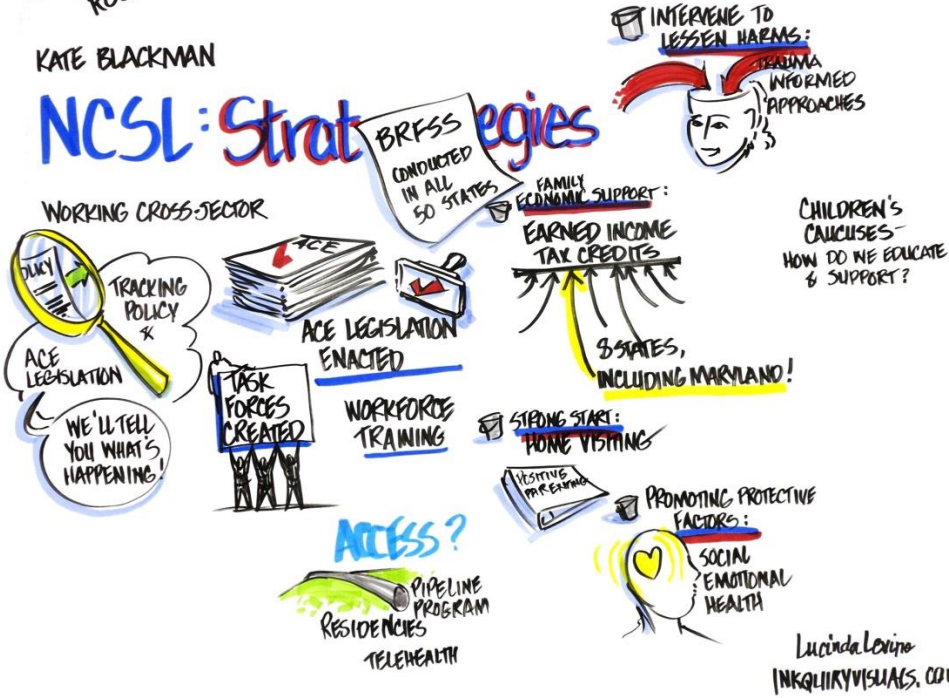 KATE BLACKMAN
NCSL: Strategies
BRFSS
CONDUCTED
IN ALL
50 STATES
INTERVENE TO
LESSEN HARMS:
TRAUMA
INFORMED
APPROACHES
WORKING CROSS-SECTOR
POLICY
TRACKING
POLICY
&
ACE
LEGISLATION
WE'LL TELL
YOU WHAT'S
HAPPENING!
ACE
ACE LEGISLATION
ENACTED
TASK
FORCES
CREATED
WORKFORCE
TRAINING
FAMILY
ECONOMIC SUPPORT:
EARNED INCOME
TAX CREDITS
8 STATES,
INCLUDING MARYLAND!
CHILDREN'S
CAUCUSES-
HOW DO WE EDUCATE
& SUPPORT?
STRONG START:
HOME VISITING
POSITIVE
PARENTING
PROMOTING PROTECTIVE
FACTORS:
SOCIAL
EMOTIONAL
HEALTH
ACCESS?
PIPELINE
PROGRAM
RESIDENCIES
TELEHEALTH
Lucinda Levine
INKQUIRYVISUALS.CO